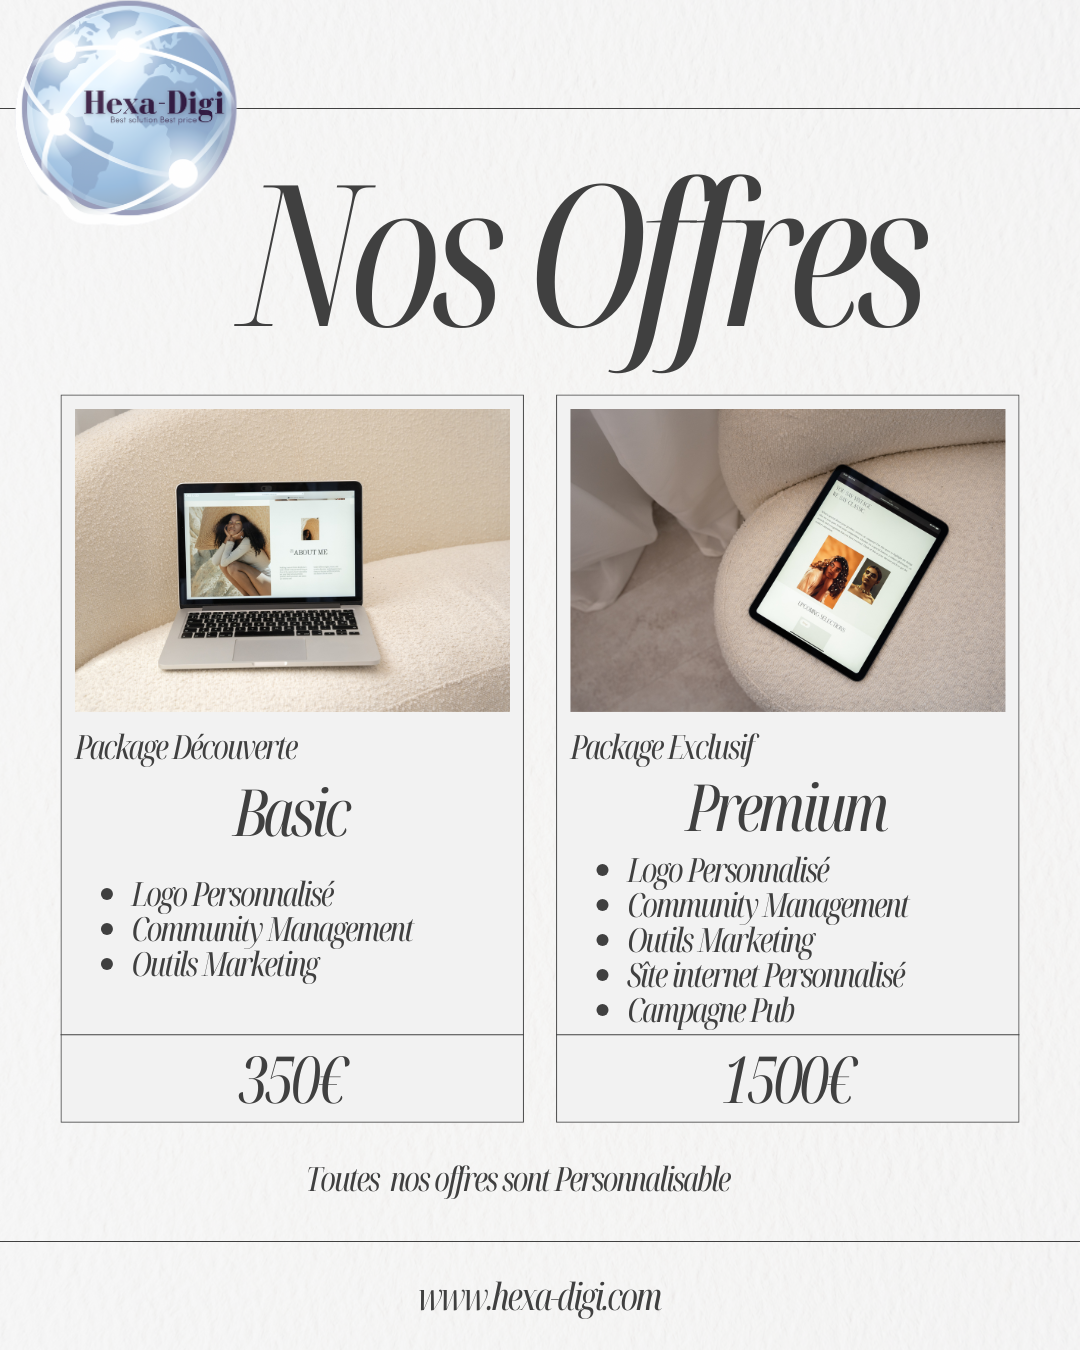 Hexa-Digi
Best solution Best price
Nos Offres
ABOUT ME
UPCOMING SELECTIONS
Package Découverte
Basic
Logo Personnalisé
Community Management
Outils Marketing
350€
Package Exclusif
Premium
Logo Personnalisé
Community Management
Outils Marketing
Sîte internet Personnalisé
Campagne Pub
1500€
Toutes nos offres sont Personnalisable
www.hexa-digi.com